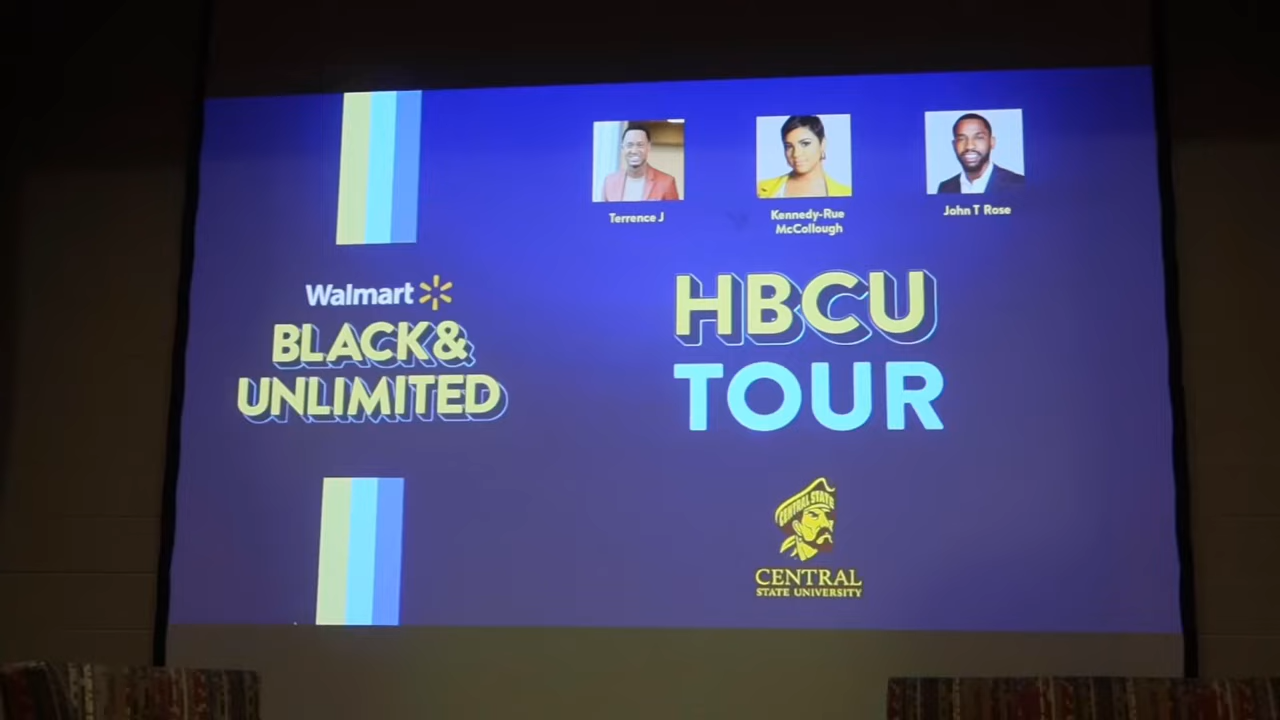 Terrence J
Kennedy-Rue
McCollough
John T Rose
Walmart
BLACK&
UNLIMITED
HBCU
TOUR
CENTRAL STATE
CENTRAL
STATE UNIVERSITY